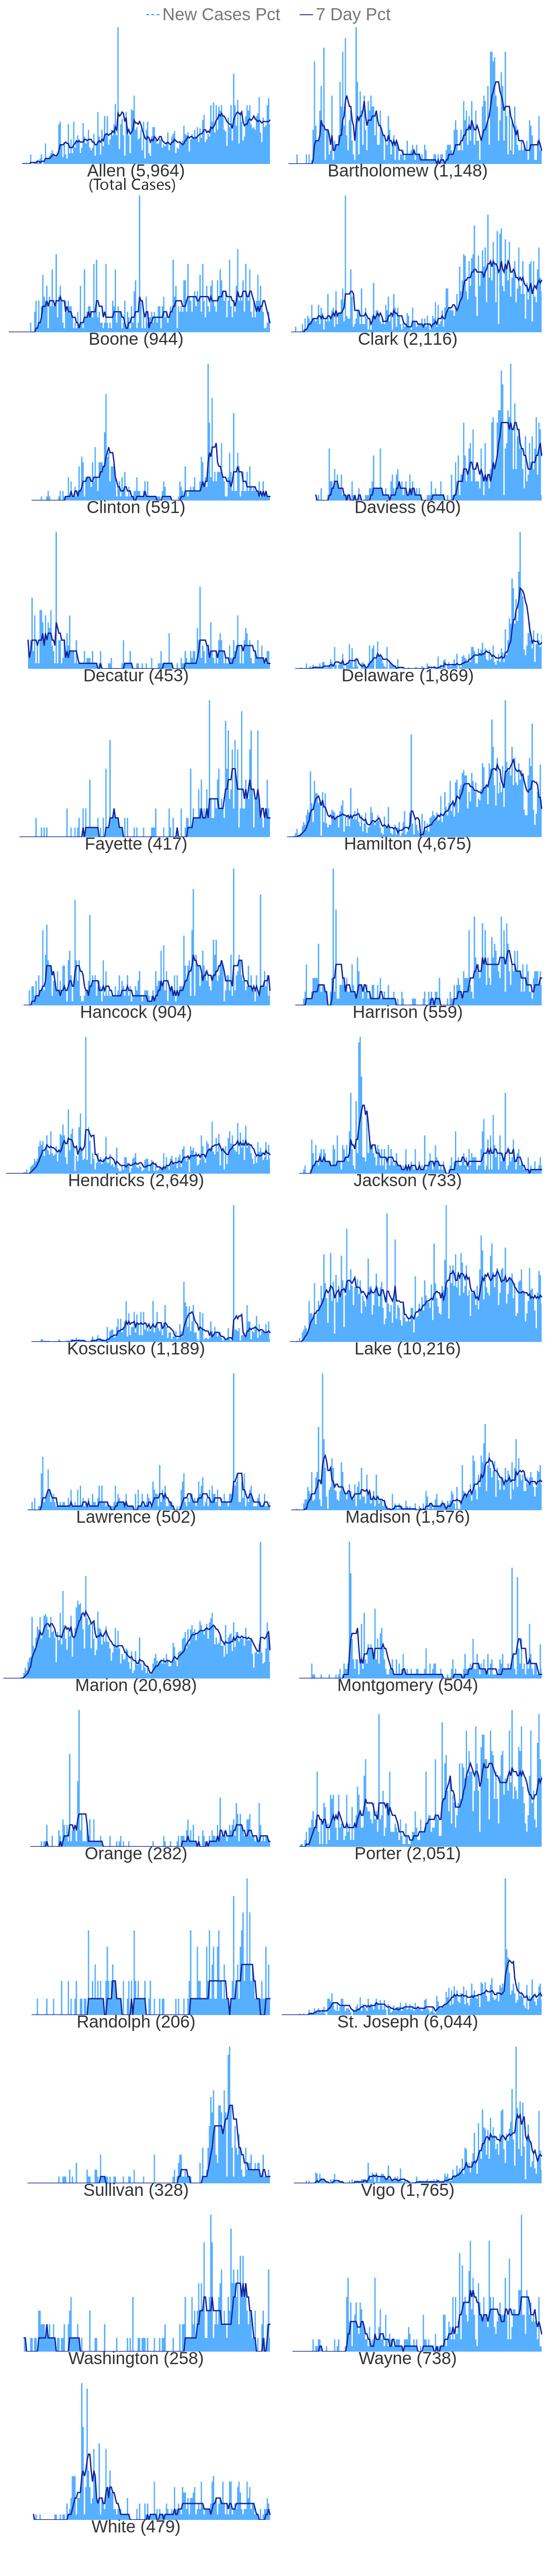 New Cases Pct 7 Day Pct
Allen (5,964) Bartholomew (1,148)
(Total Cases)
Boone (944) Clark (2,116)
Clinton (591) Daviess (640)
Decatur (453) Delaware (1,869)
Fayette (417) Hamilton (4,675)
Hancock (904) Harrison (559)
Hendricks (2,649) Jackson (733)
Kosciusko (1,189) Lake (10,216)
Lawrence (502) Madison (1,576)
Marion (20,698) Montgomery (504)
Orange (282) Porter (2,051)
Randolph (206) St. Joseph (6,044)
Sullivan (328) Vigo (1,765)
Washington (258) Wayne (738)
White (479)